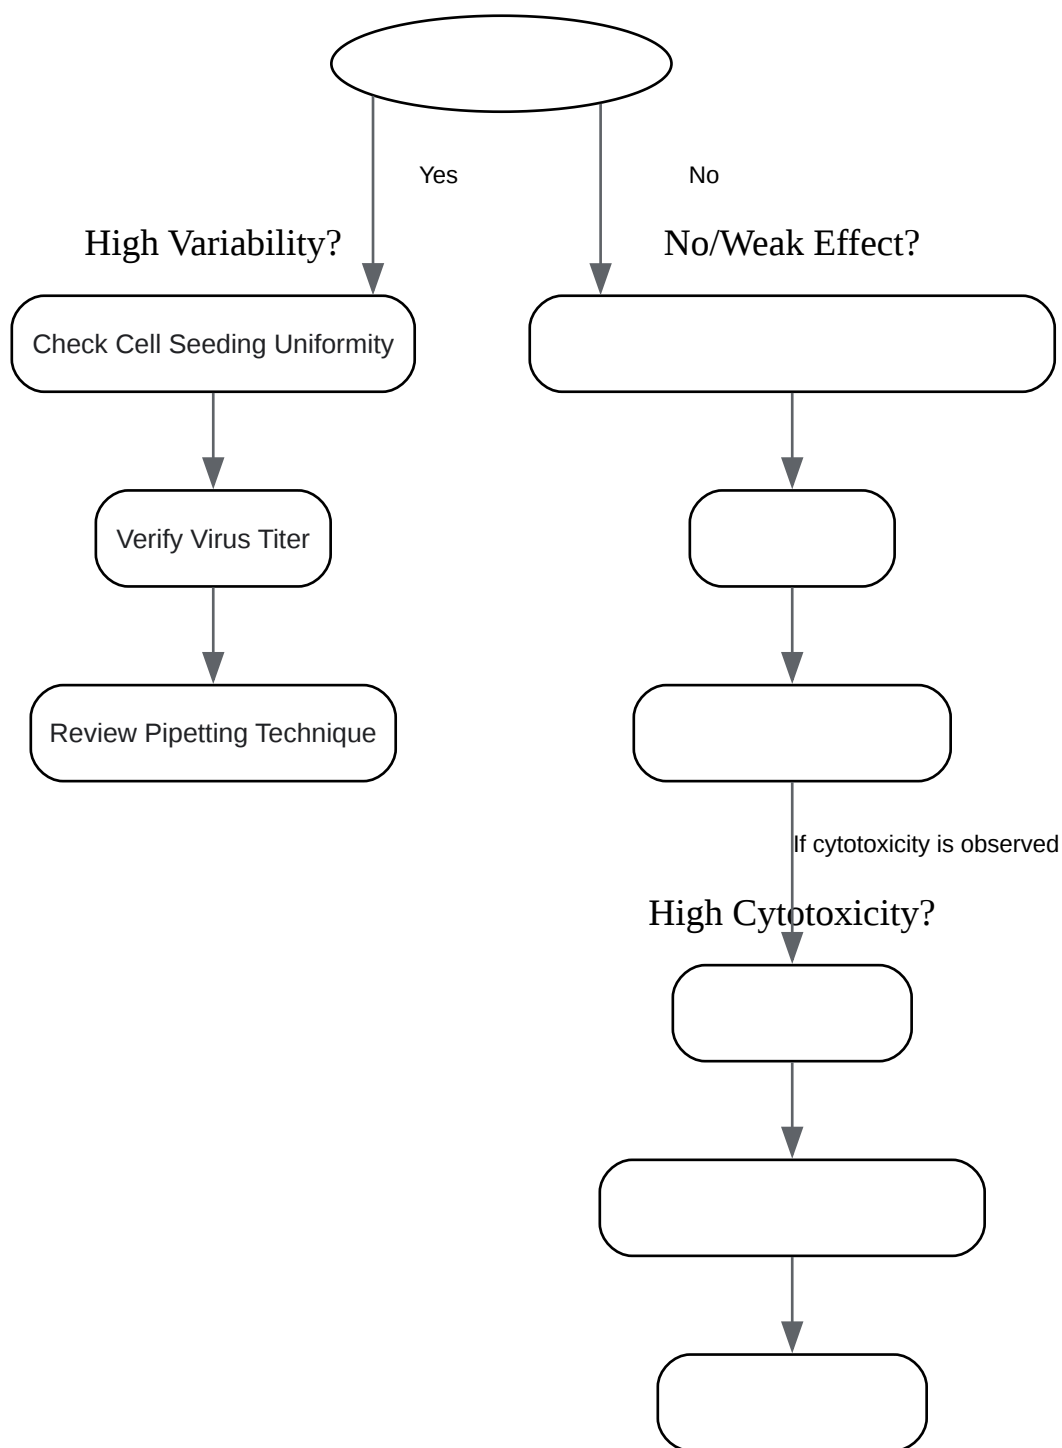 Yes
No
High Variability?
No/Weak Effect?
Check Cell Seeding Uniformity
Verify Virus Titer
Review Pipetting Technique
If cytotoxicity is observed
High Cytotoxicity?